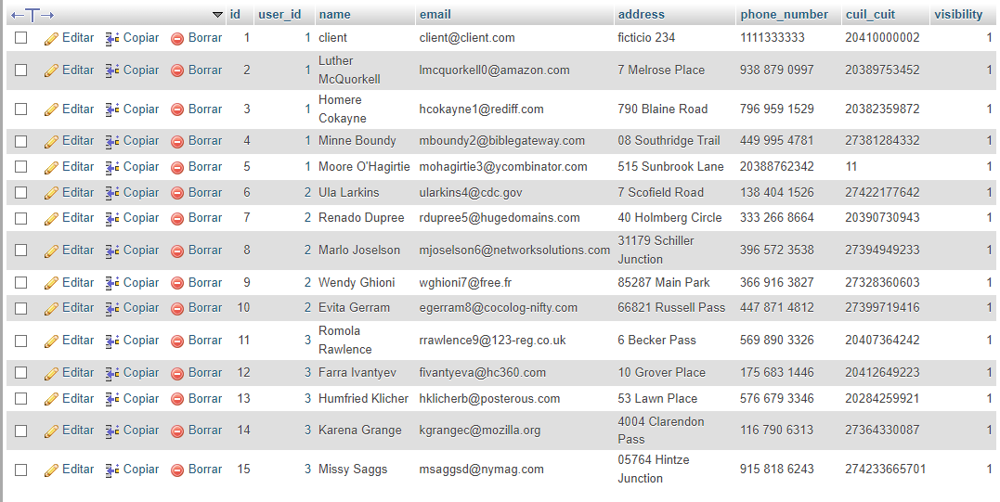 id user_id name email address phone_number cuil_cuit visibility
Editar Copiar Borrar 1 1 client client@client.com ficticio 234 1111333333 20410000002 1
Editar Copiar Borrar 2 1 Luther McQuorkell lmcquorkell0@amazon.com 7 Melrose Place 938 879 0997 20389753452 1
Editar Copiar Borrar 3 1 Homere Cokayne hcokayne1@rediff.com 790 Blaine Road 796 959 1529 20382359872 1
Editar Copiar Borrar 4 1 Minne Boundy mboundy2@biblegateway.com 08 Southridge Trail 449 995 4781 27381284332 1
Editar Copiar Borrar 5 1 Moore O'Hagirtie mohagirtie3@ycombinator.com 515 Sunbrook Lane 20388762342 11 1
Editar Copiar Borrar 6 2 Ula Larkins ularkins4@cdc.gov 7 Scofield Road 138 404 1526 27422177642 1
Editar Copiar Borrar 7 2 Renado Dupree rdupree5@hugedomains.com 40 Holmberg Circle 333 266 8664 20390730943 1
Editar Copiar Borrar 8 2 Marlo Joselson mjoselson6@networksolutions.com 31179 Schiller Junction 396 572 3538 27394949233 1
Editar Copiar Borrar 9 2 Wendy Ghioni wghioni7@free.fr 85287 Main Park 366 916 3827 27328360603 1
Editar Copiar Borrar 10 2 Evita Gerram egerram8@cocolog-nifty.com 66821 Russell Pass 447 871 4812 27399719416 1
Editar Copiar Borrar 11 3 Romola Rawlence rrawlence9@123-reg.co.uk 6 Becker Pass 569 890 3326 20407364242 1
Editar Copiar Borrar 12 3 Farra Ivantyev fivantyeva@hc360.com 10 Grover Place 175 683 1446 20412649223 1
Editar Copiar Borrar 13 3 Humfried Klicher hklicherb@posterous.com 53 Lawn Place 576 679 3346 20284259921 1
Editar Copiar Borrar 14 3 Karena Grange kgrangec@mozilla.org 4004 Clarendon Pass 116 790 6313 27364330087 1
Editar Copiar Borrar 15 3 Missy Saggs msaggsd@nymag.com 05764 Hintze Junction 915 818 6243 274233665701 1